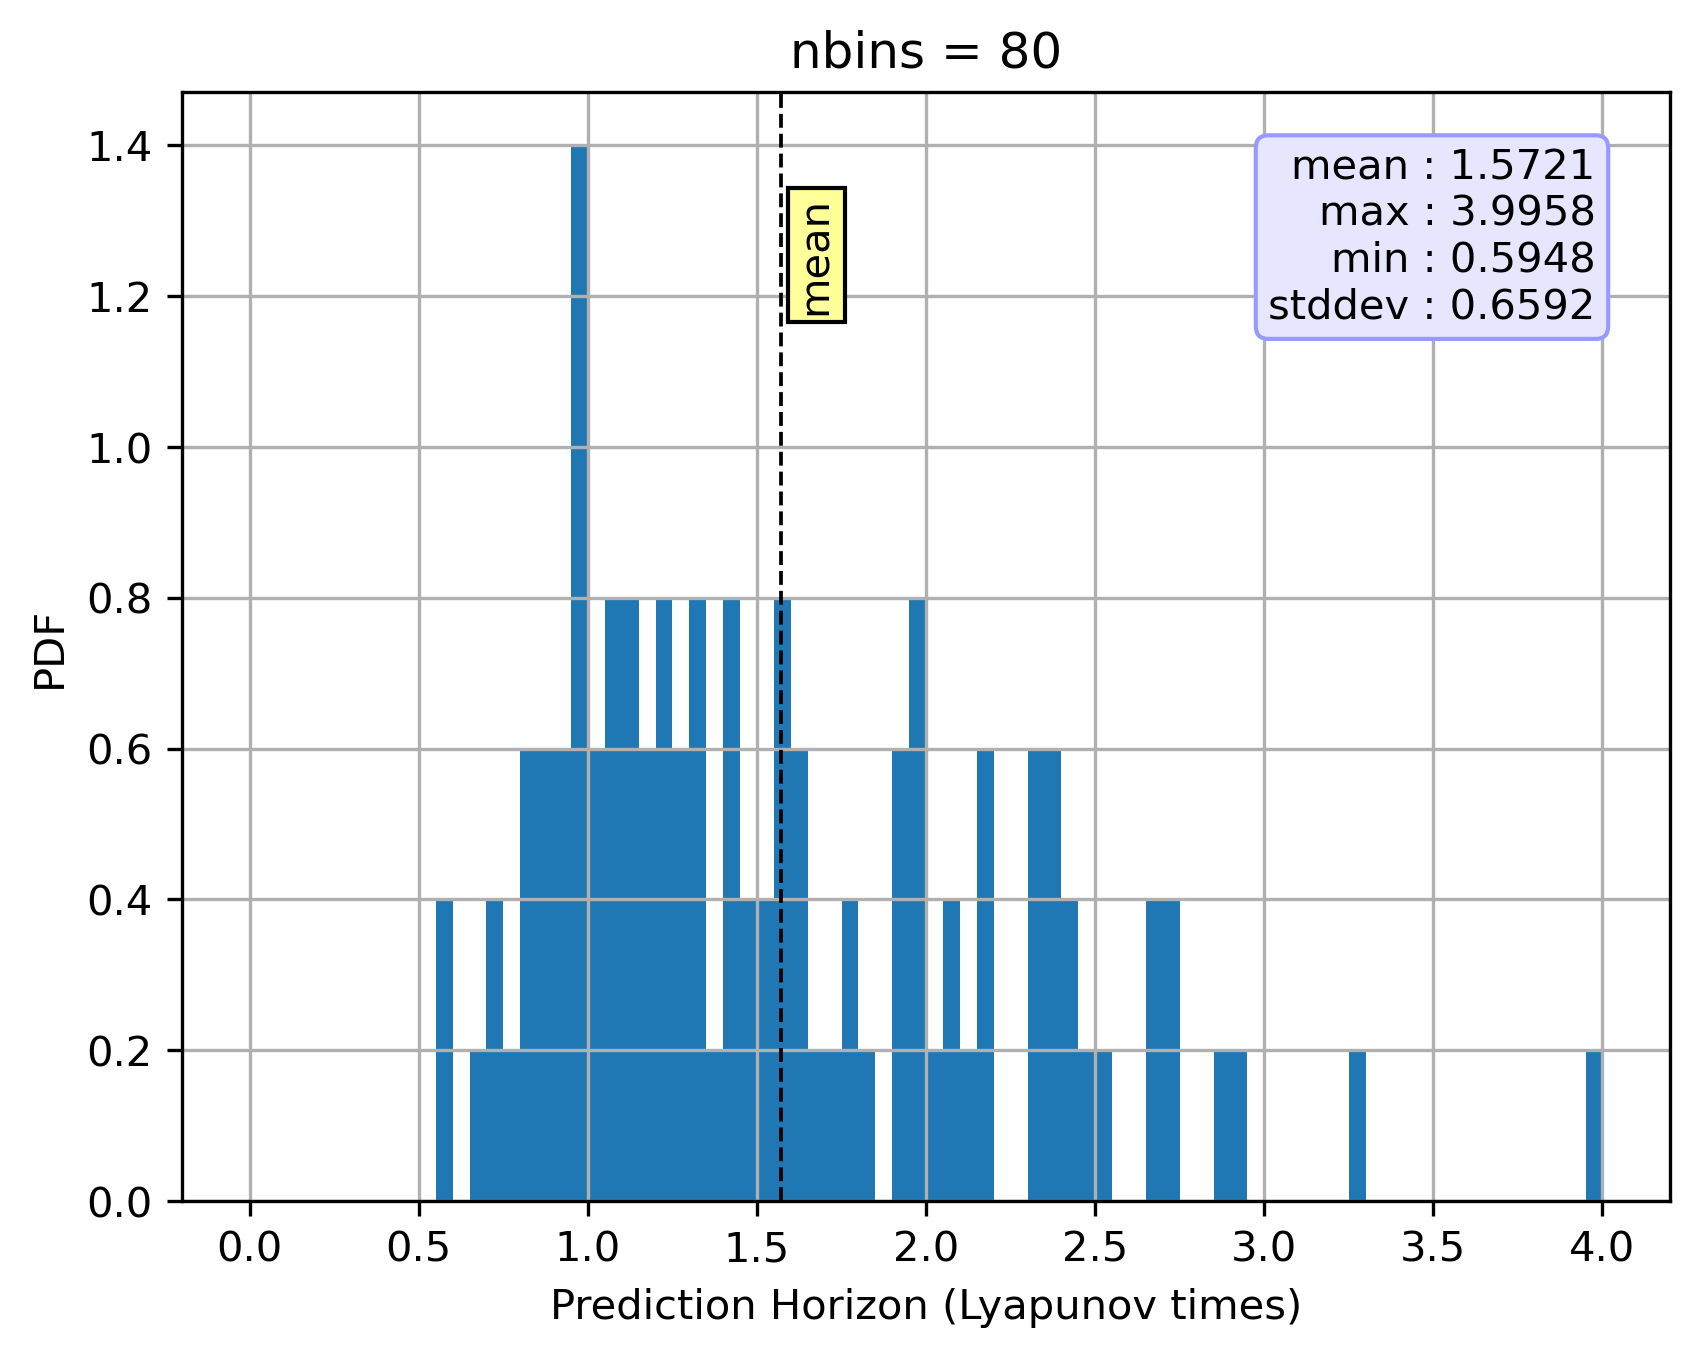 nbins = 80
1.4
1.2
1.0
0.8
0.6
0.4
0.2
0.0
PDF
mean
mean : 1.5721
max : 3.9958
min : 0.5948
stddev : 0.6592
0.0 0.5 1.0 1.5 2.0 2.5 3.0 3.5 4.0
Prediction Horizon (Lyapunov times)